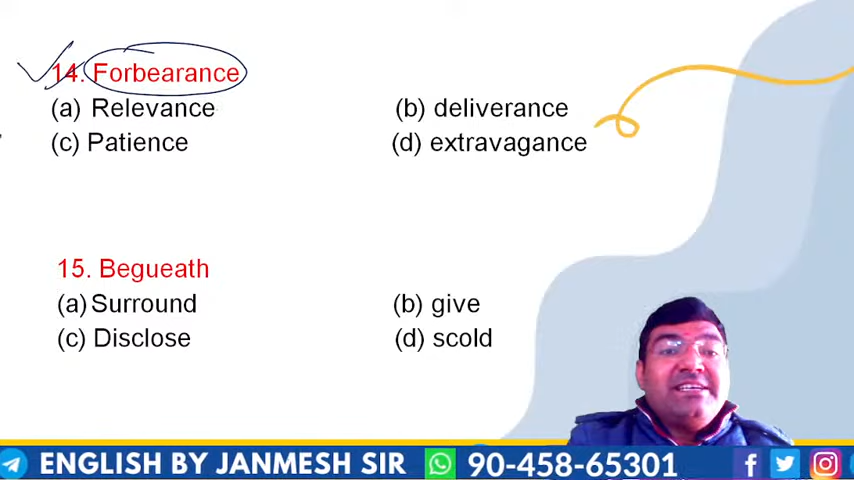 14. Forbearance
(a) Relevance (b) deliverance
(c) Patience (d) extravagance
15. Begueath
(a) Surround (b) give
(c) Disclose (d) scold
ENGLISH BY JANMESH SIR 90-458-65301